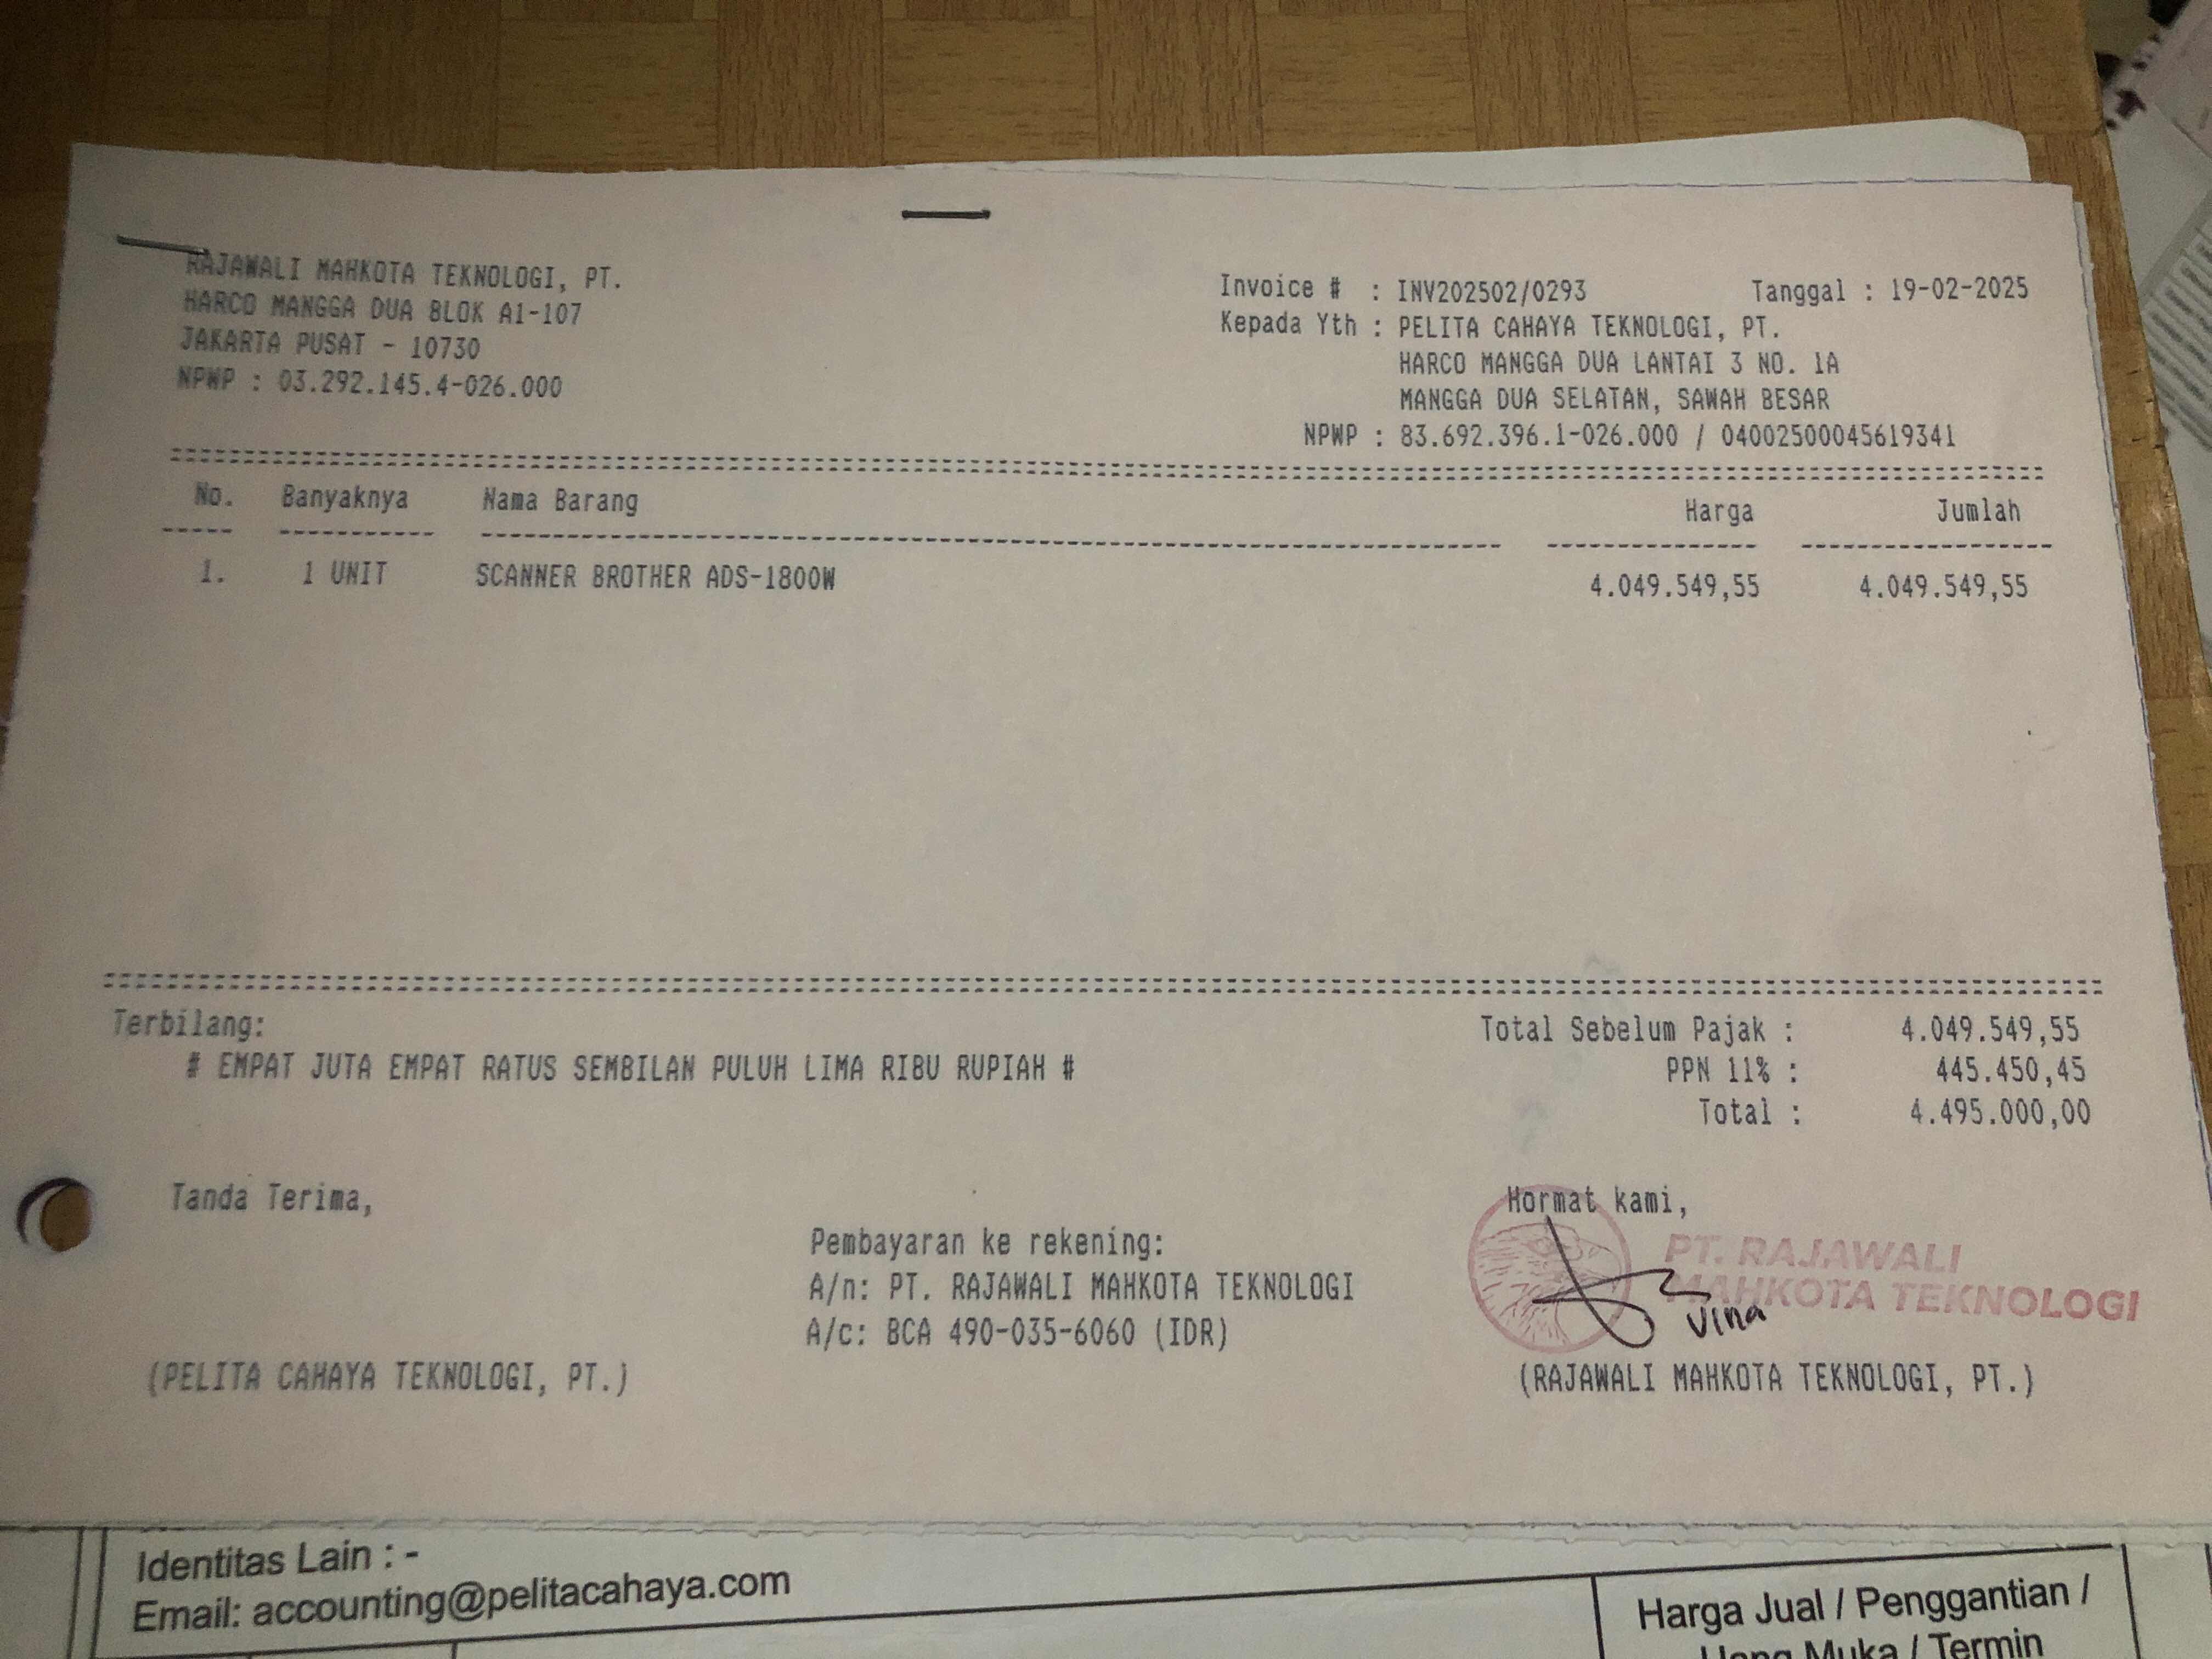 RAJAWALI MAHKOTA TEKNOLOGI, PT.
HARCO MANGGA DUA BLOK A1-107
JAKARTA PUSAT - 10730
NPWP : 03.292.145.4-026.000
Invoice # : INV202502/0293 Tanggal : 19-02-2025
Kepada Yth : PELITA CAHAYA TEKNOLOGI, PT.
HARCO MANGGA DUA LANTAI 3 NO. 1A
MANGGA DUA SELATAN, SAWAH BESAR
NPWP : 83.692.396.1-026.000 / 04002500045619341
No. Banyaknya Nama Barang Harga Jumlah
1. 1 UNIT SCANNER BROTHER ADS-1800W 4.049.549,55 4.049.549,55
Terbilang:
# EMPAT JUTA EMPAT RATUS SEMBILAN PULUH LIMA RIBU RUPIAH #
Total Sebelum Pajak : 4.049.549,55
PPN 11% : 445.450,45
Total : 4.495.000,00
Tanda Terima,
(PELITA CAHAYA TEKNOLOGI, PT.)
Pembayaran ke rekening:
A/n: PT. RAJAWALI MAHKOTA TEKNOLOGI
A/c: BCA 490-035-6060 (IDR)
Hormat kami,
PT. RAJAWALI
MAHKOTA TEKNOLOGI
Vina
(RAJAWALI MAHKOTA TEKNOLOGI, PT.)
Identitas Lain : -
Email: accounting@pelitacahaya.com
Harga Jual / Penggantian /
Uang Muka / Termin